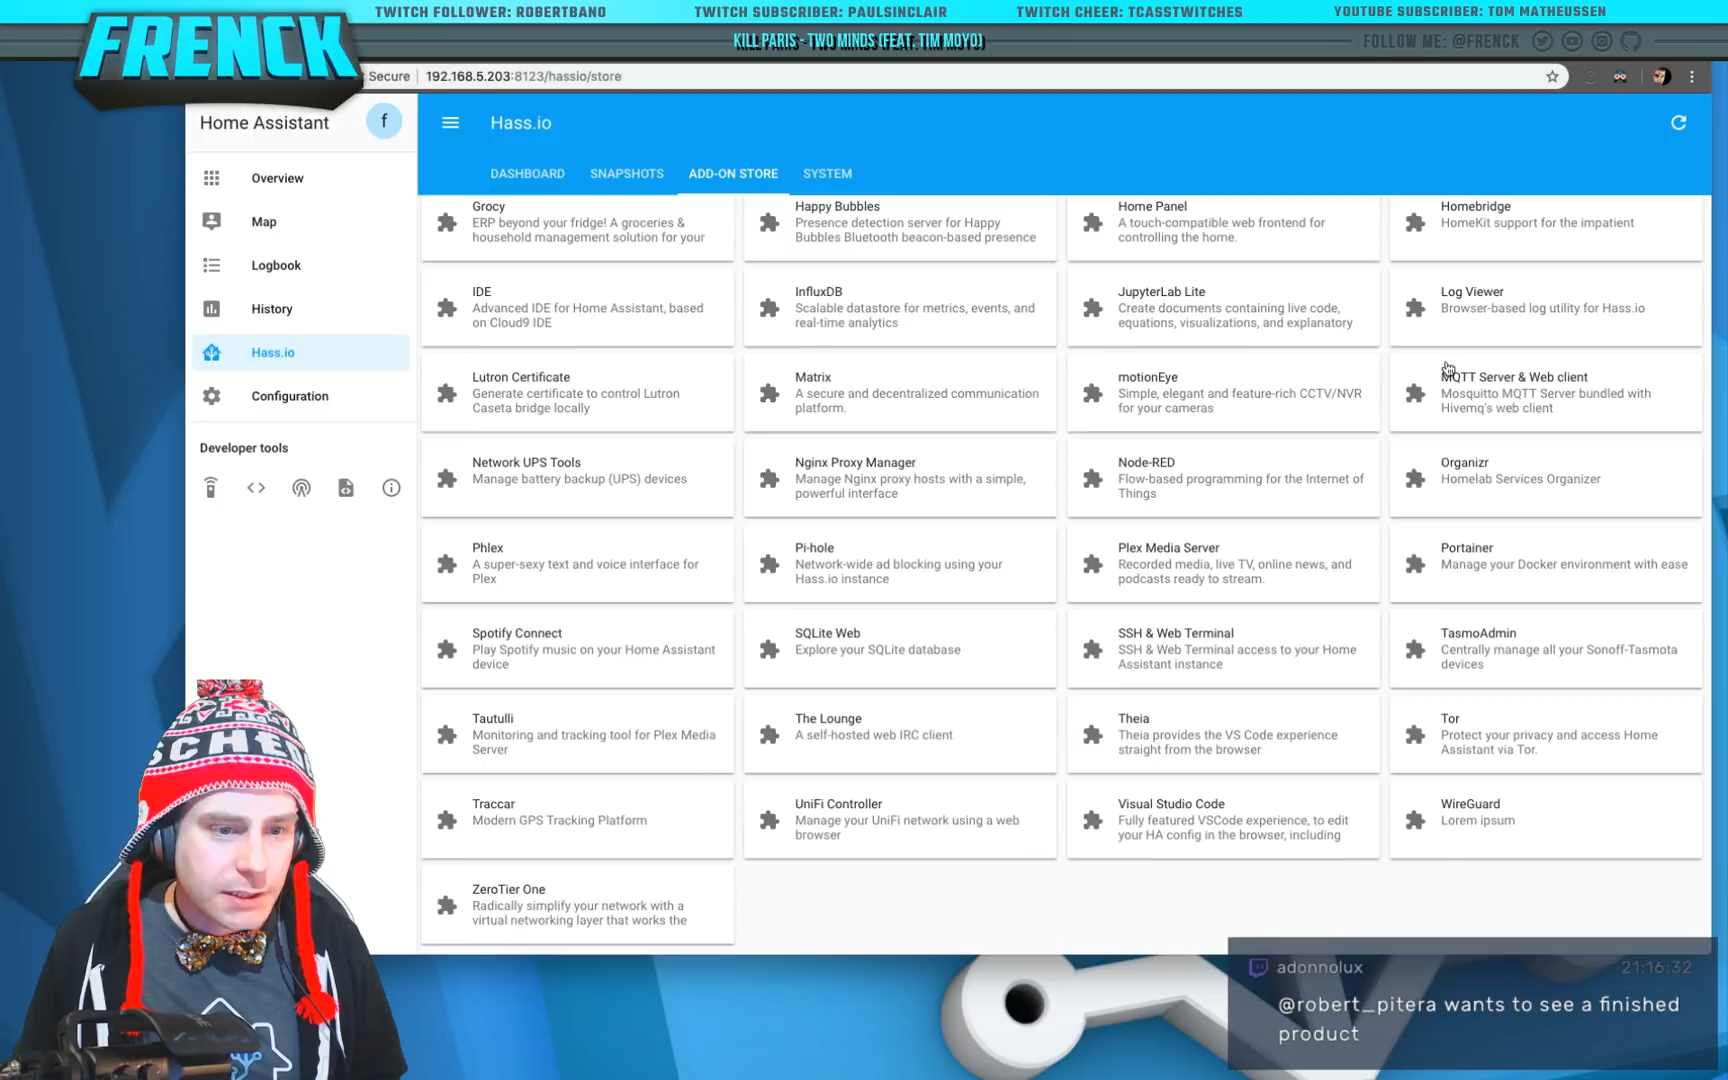 TWITCH FOLLOWER: ROBERTBANO
TWITCH SUBSCRIBER: PAULSINCLAIR
TWITCH CHEER: TCASSTWITCHES
YOUTUBE SUBSCRIBER: TOM MATHEUSSEN
FRENCK
KILL PARIS - TWO MINDS (FEAT. TIM MOYO)
FOLLOW ME: @FRENCK
Secure
192.168.5.203:8123/hassio/store
Home Assistant
f
Hass.io
DASHBOARD
SNAPSHOTS
ADD-ON STORE
SYSTEM
Overview
Map
Logbook
History
Hass.io
Configuration
Developer tools
Grocy
ERP beyond your fridge! A groceries &
household management solution for your
Happy Bubbles
Presence detection server for Happy
Bubbles Bluetooth beacon-based presence
Home Panel
A touch-compatible web frontend for
controlling the home.
Homebridge
HomeKit support for the impatient
IDE
Advanced IDE for Home Assistant, based
on Cloud9 IDE
InfluxDB
Scalable datastore for metrics, events, and
real-time analytics
JupyterLab Lite
Create documents containing live code,
equations, visualizations, and explanatory
Log Viewer
Browser-based log utility for Hass.io
Lutron Certificate
Generate certificate to control Lutron
Caseta bridge locally
Matrix
A secure and decentralized communication
platform.
motionEye
Simple, elegant and feature-rich CCTV/NVR
for your cameras
MQTT Server & Web client
Mosquitto MQTT Server bundled with
Hivemq's web client
Network UPS Tools
Manage battery backup (UPS) devices
Nginx Proxy Manager
Manage Nginx proxy hosts with a simple,
powerful interface
Node-RED
Flow-based programming for the Internet of
Things
Organizr
Homelab Services Organizer
Phlex
A super-sexy text and voice interface for
Plex
Pi-hole
Network-wide ad blocking using your
Hass.io instance
Plex Media Server
Recorded media, live TV, online news, and
podcasts ready to stream.
Portainer
Manage your Docker environment with ease
Spotify Connect
Play Spotify music on your Home Assistant
device
SQLite Web
Explore your SQLite database
SSH & Web Terminal
SSH & Web Terminal access to your Home
Assistant instance
TasmoAdmin
Centrally manage all your Sonoff-Tasmota
devices
Tautulli
Monitoring and tracking tool for Plex Media
Server
The Lounge
A self-hosted web IRC client
Theia
Theia provides the VS Code experience
straight from the browser
Tor
Protect your privacy and access Home
Assistant via Tor.
Traccar
Modern GPS Tracking Platform
UniFi Controller
Manage your UniFi network using a web
browser
Visual Studio Code
Fully featured VSCode experience, to edit
your HA config in the browser, including
WireGuard
Lorem ipsum
ZeroTier One
Radically simplify your network with a
virtual networking layer that works the
SCHED
adonnolux
21:16:32
@robert_pitera wants to see a finished
product